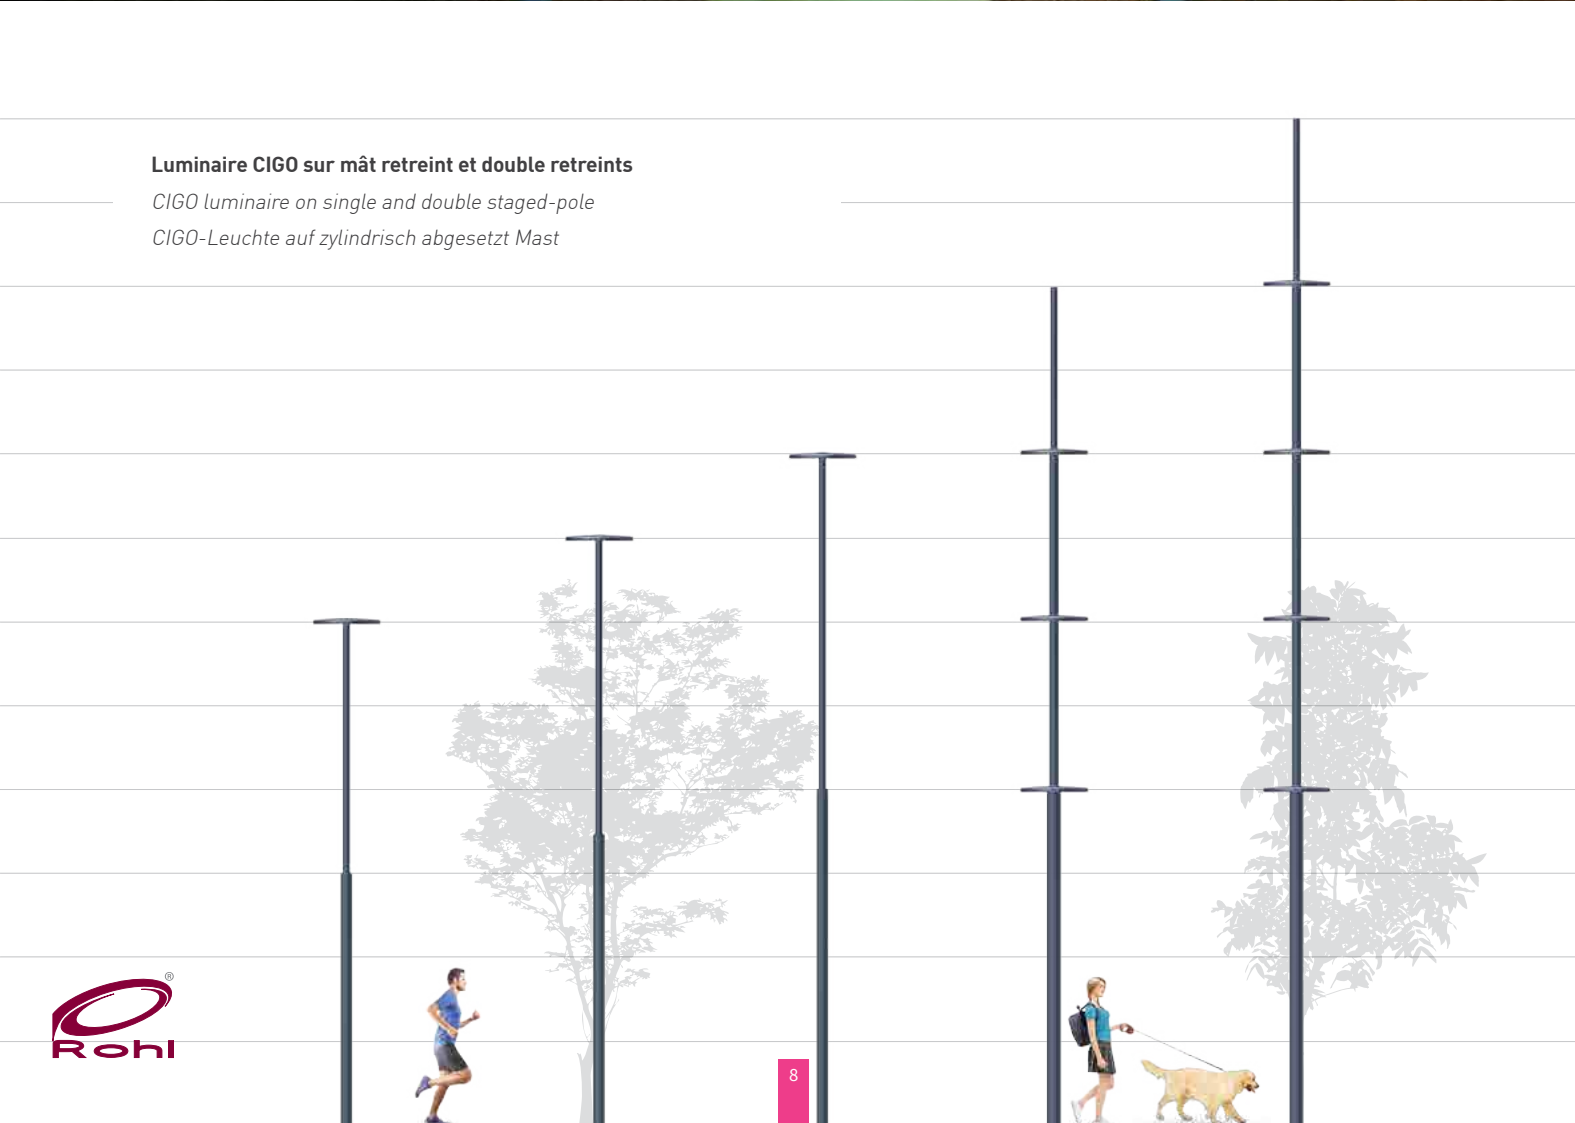 Luminaire CIGO sur mât retreint et double retreints
CIGO luminaire on single and double staged-pole
CIGO-Leuchte auf zylindrisch abgesetzt Mast
®
Rohl
8